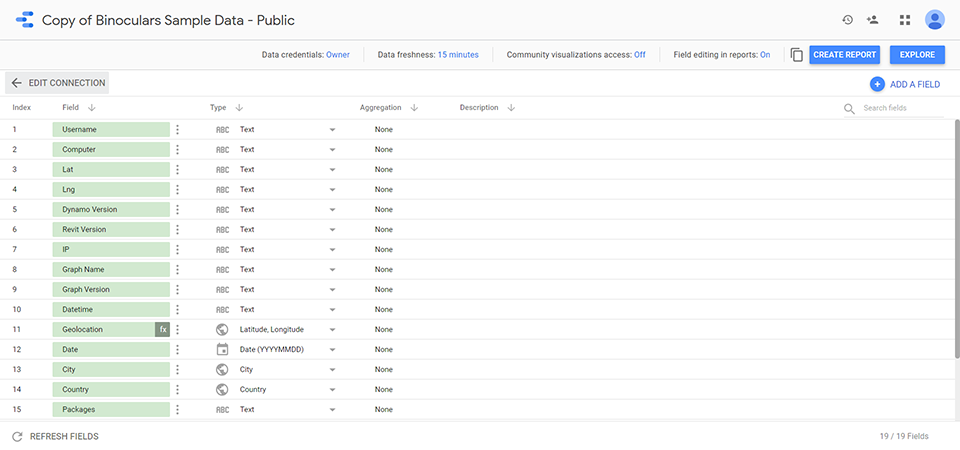 Copy of Binoculars Sample Data - Public
Data credentials: Owner Data freshness: 15 minutes Community visualizations access: Off Field editing in reports: On CREATE REPORT EXPLORE
EDIT CONNECTION + ADD A FIELD
Index Field Type Aggregation Description Search fields
1 Username ABC Text None
2 Computer ABC Text None
3 Lat ABC Text None
4 Lng ABC Text None
5 Dynamo Version ABC Text None
6 Revit Version ABC Text None
7 IP ABC Text None
8 Graph Name ABC Text None
9 Graph Version ABC Text None
10 Datetime ABC Text None
11 Geolocation fx Latitude, Longitude None
12 Date Date (YYYYMMDD) None
13 City City None
14 Country Country None
15 Packages ABC Text None
REFRESH FIELDS 19 / 19 Fields